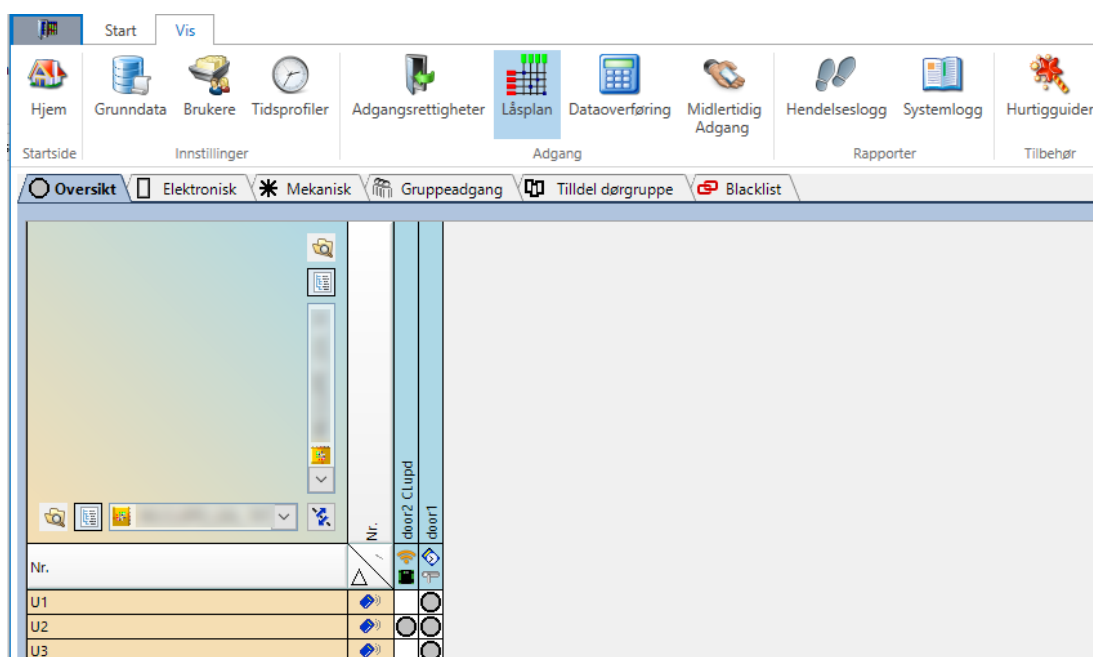 Start Vis
Hjem Grunndata Brukere Tidsprofiler Adgangsrettigheter Låsplan Dataoverføring Midlertidig Adgang Hendelseslogg Systemlogg Hurtigguider
Startside Innstillinger Adgang Rapporter Tilbehør
Oversikt Elektronisk Mekanisk Gruppeadgang Tilldel dørgruppe Blacklist
Nr. door2 CLupd door1
Nr.
U1
U2
U3